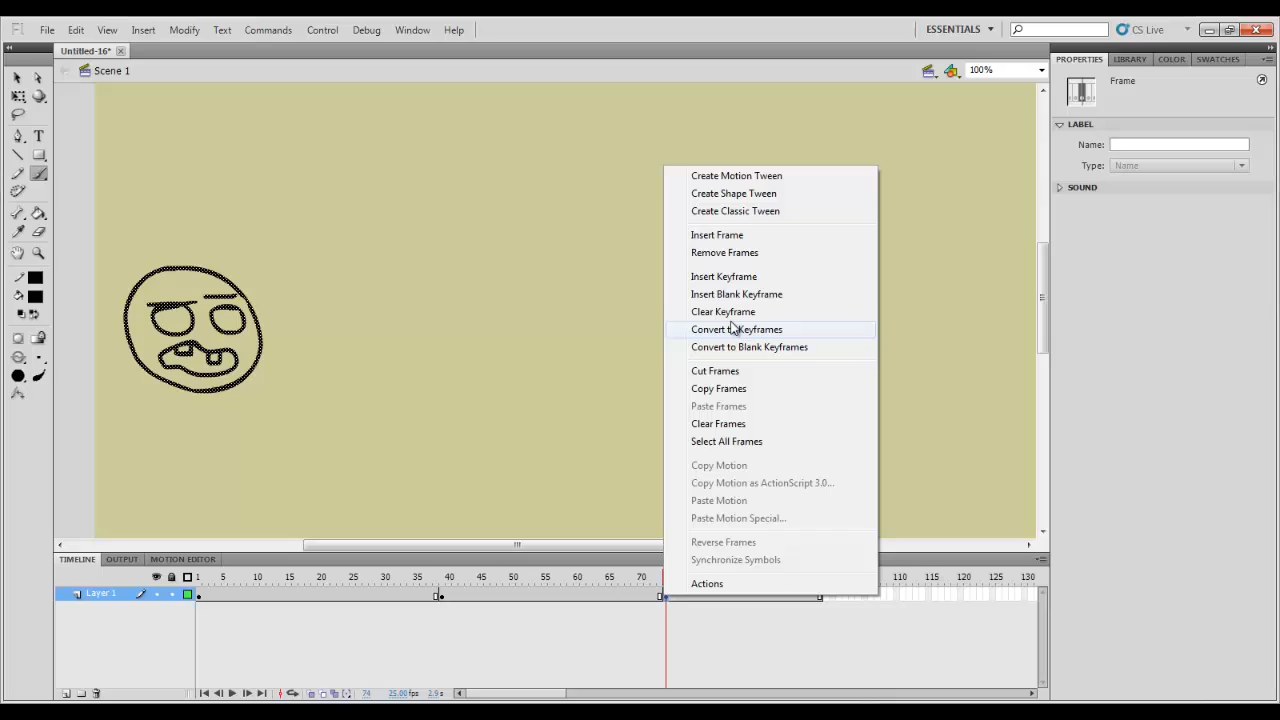 Fl File Edit View Insert Modify Text Commands Control Debug Window Help ESSENTIALS CS Live
Untitled-16*
Scene 1 100%
PROPERTIES LIBRARY COLOR SWATCHES
Frame
LABEL
Name:
Type: Name
SOUND
Create Motion Tween
Create Shape Tween
Create Classic Tween
Insert Frame
Remove Frames
Insert Keyframe
Insert Blank Keyframe
Clear Keyframe
Convert to Keyframes
Convert to Blank Keyframes
Cut Frames
Copy Frames
Paste Frames
Clear Frames
Select All Frames
Copy Motion
Copy Motion as ActionScript 3.0...
Paste Motion
Paste Motion Special...
Reverse Frames
Synchronize Symbols
Actions
TIMELINE OUTPUT MOTION EDITOR
1 5 10 15 20 25 30 35 40 45 50 55 60 65 70 110 115 120 125 130
Layer 1
74 25.00 fps 2.9 s